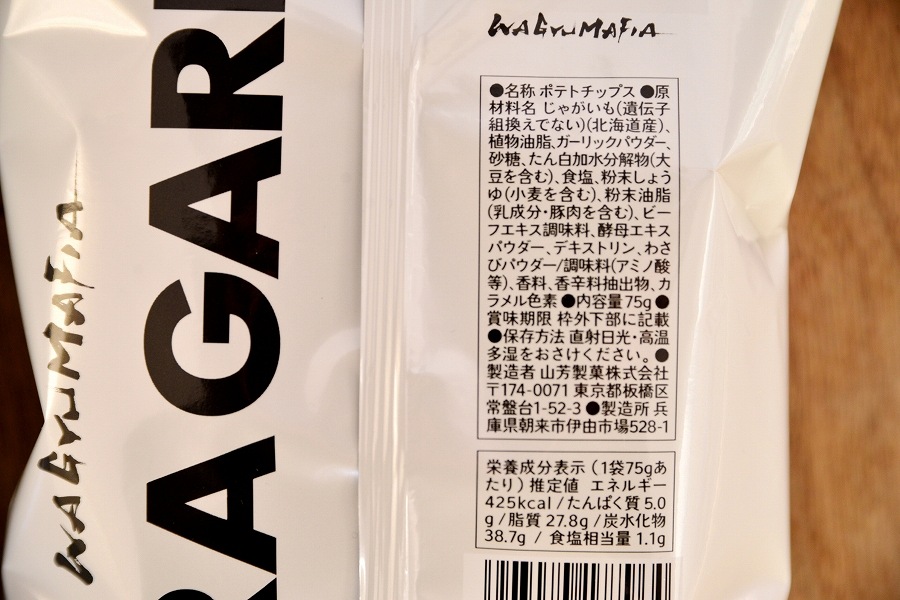 WAGYUMAFIA
RAGARI
WAGYUMAFIA
●名称 ポテトチップス ●原
材料名 じゃがいも(遺伝子
組換えでない)(北海道産)、
植物油脂、ガーリックパウダー、
砂糖、たん白加水分解物(大
豆を含む)、食塩、粉末しょう
ゆ(小麦を含む)、粉末油脂
(乳成分・豚肉を含む)、ビー
フエキス調味料、酵母エキス
パウダー、デキストリン、わさ
びパウダー/調味料(アミノ酸
等)、香料、香辛料抽出物、カ
ラメル色素 ●内容量 75g ●
賞味期限 枠外下部に記載
●保存方法 直射日光・高温
多湿をおさけください。 ●
製造者 山芳製菓株式会社
〒174-0071 東京都板橋区
常盤台1-52-3 ●製造所 兵
庫県朝来市伊由市場528-1
栄養成分表示 (1袋75gあ
たり) 推定値 エネルギー
425kcal / たんぱく質 5.0
g / 脂質 27.8g / 炭水化物
38.7g / 食塩相当量 1.1g